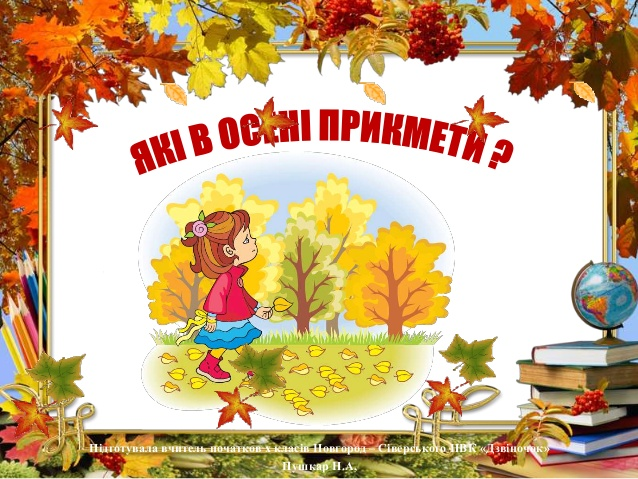 ЯКІ В ОСЕНІ ПРИКМЕТИ ?
Підготувала вчитель початкових класів Новгород – Сіверського НВК «Дзвіночок»
Пушкар Н.А.